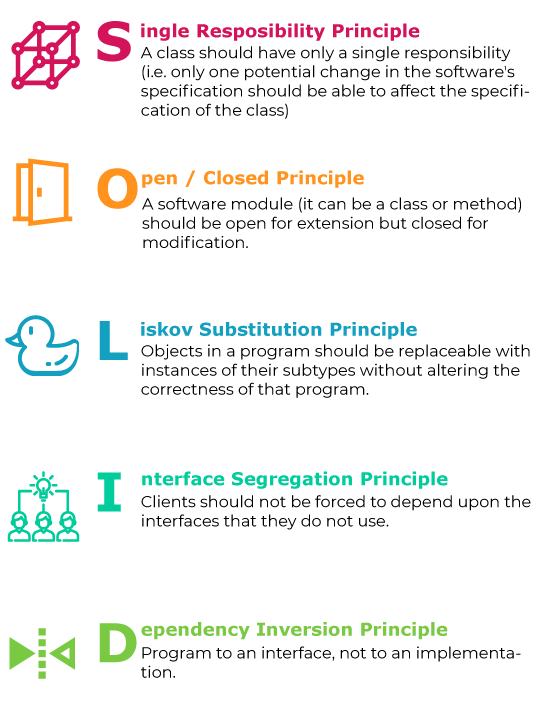 Single Resposibility Principle
A class should have only a single responsibility
(i.e. only one potential change in the software's
specification should be able to affect the specifi-
cation of the class)
Open / Closed Principle
A software module (it can be a class or method)
should be open for extension but closed for
modification.
Liskov Substitution Principle
Objects in a program should be replaceable with
instances of their subtypes without altering the
correctness of that program.
Interface Segregation Principle
Clients should not be forced to depend upon the
interfaces that they do not use.
Dependency Inversion Principle
Program to an interface, not to an implementa-
tion.